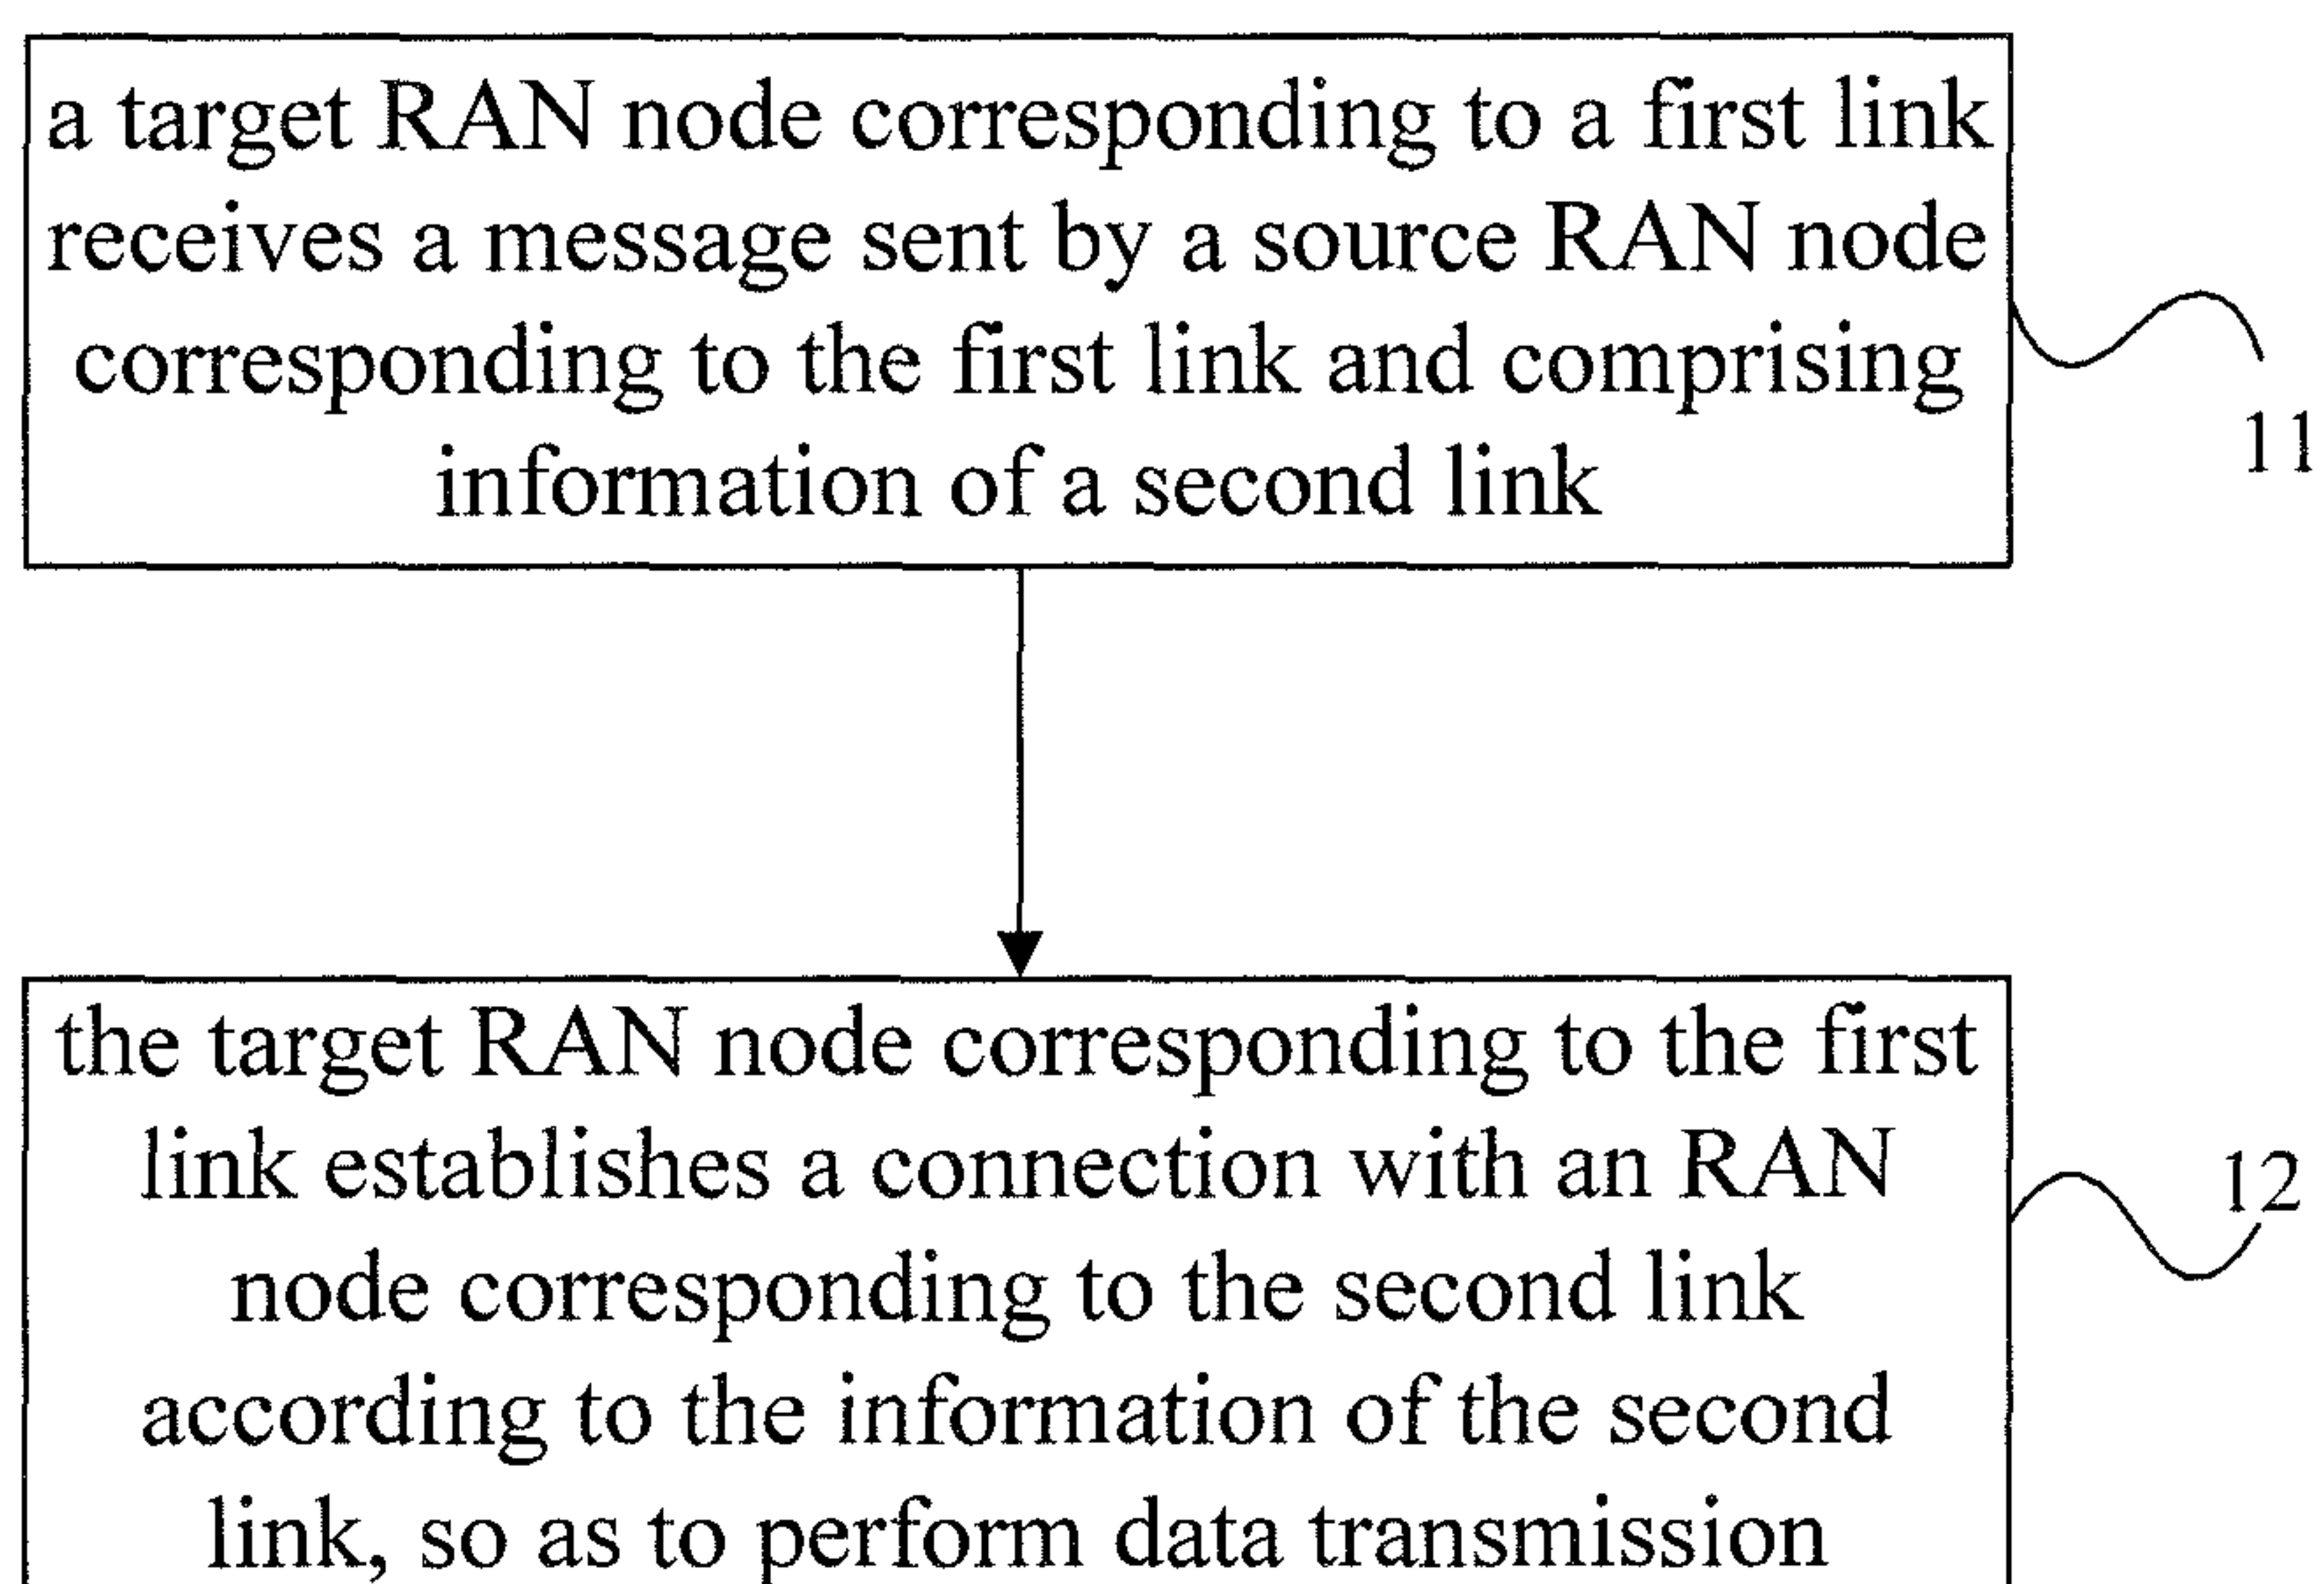 a target RAN node corresponding to a first link
receives a message sent by a source RAN node
corresponding to the first link and comprising
information of a second link
11
the target RAN node corresponding to the first
link establishes a connection with an RAN
node corresponding to the second link
according to the information of the second
link, so as to perform data transmission
12